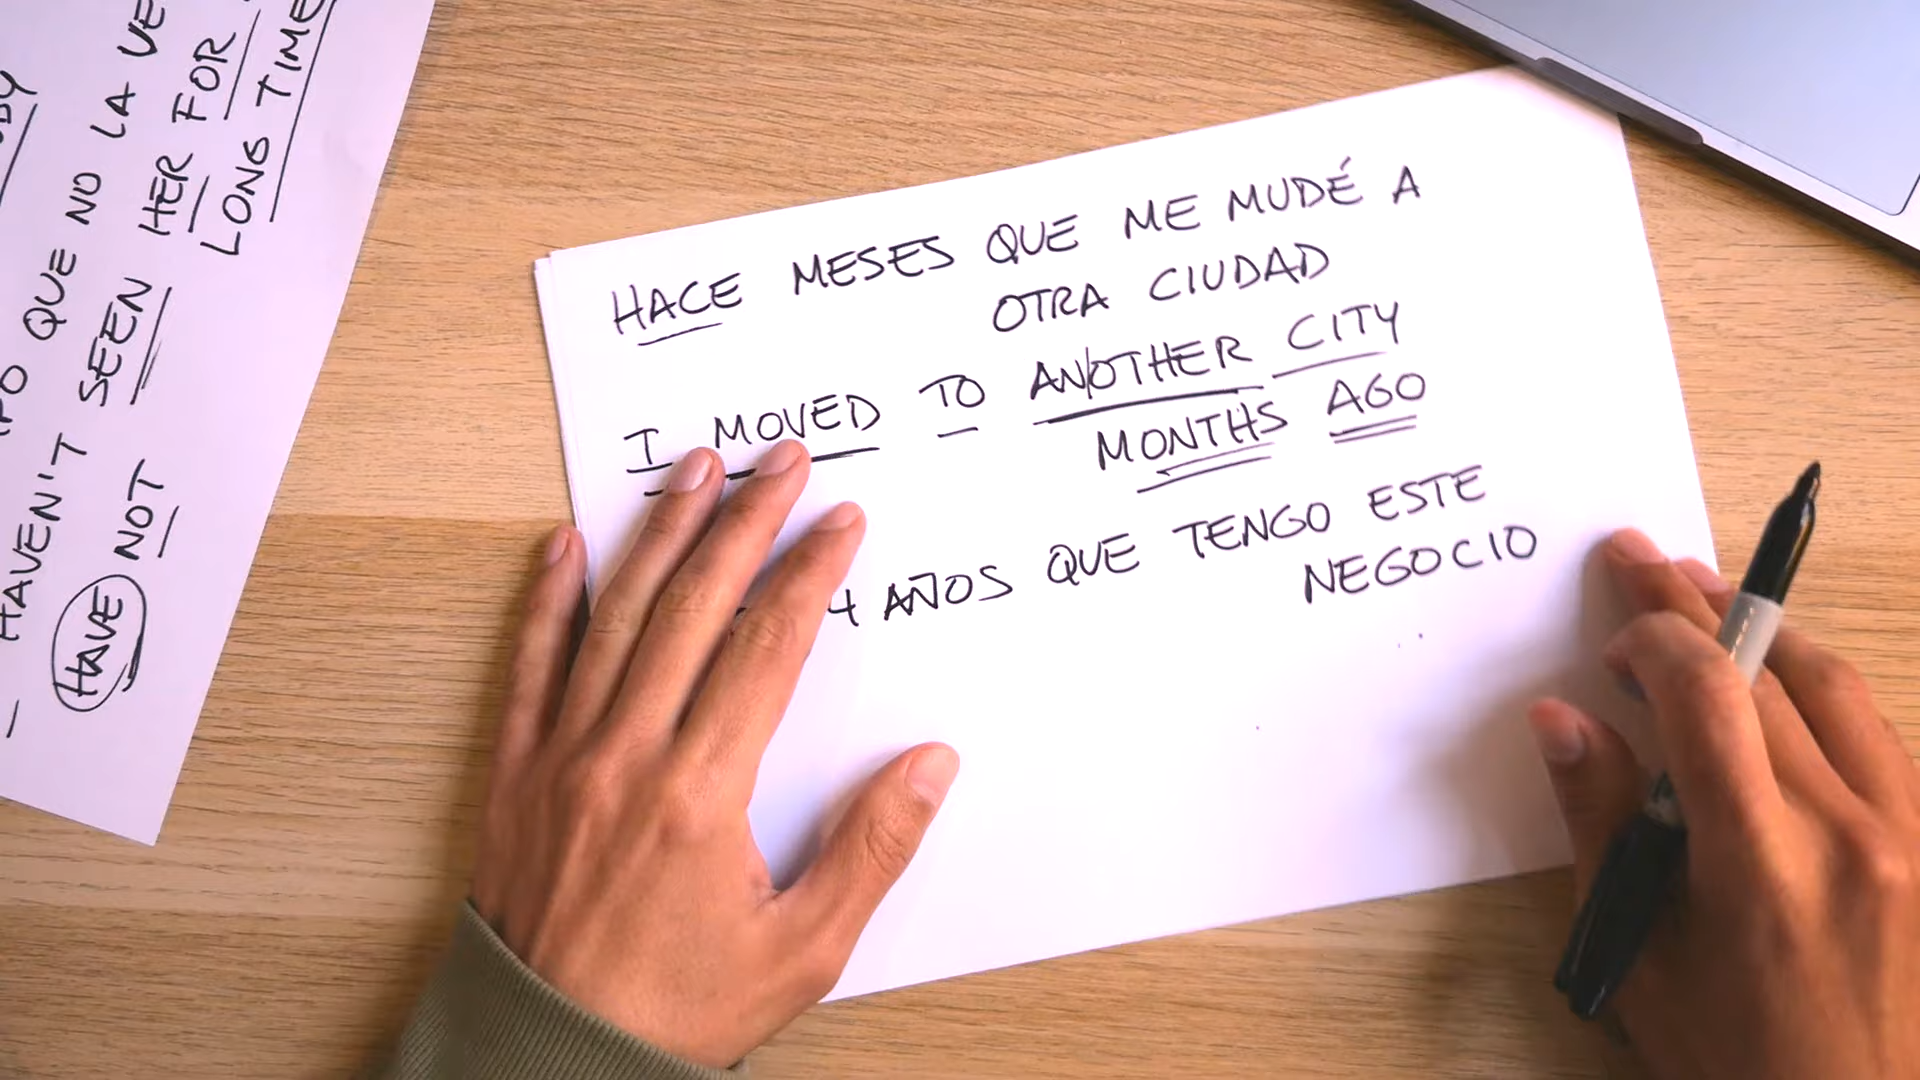 HACE MESES QUE ME MUDÉ A
OTRA CIUDAD
I MOVED TO ANOTHER CITY
MONTHS AGO
4 AÑOS QUE TENGO ESTE
NEGOCIO
QUE NO LA
HAVEN'T SEEN HER FOR
LONG TIME
HAVE NOT